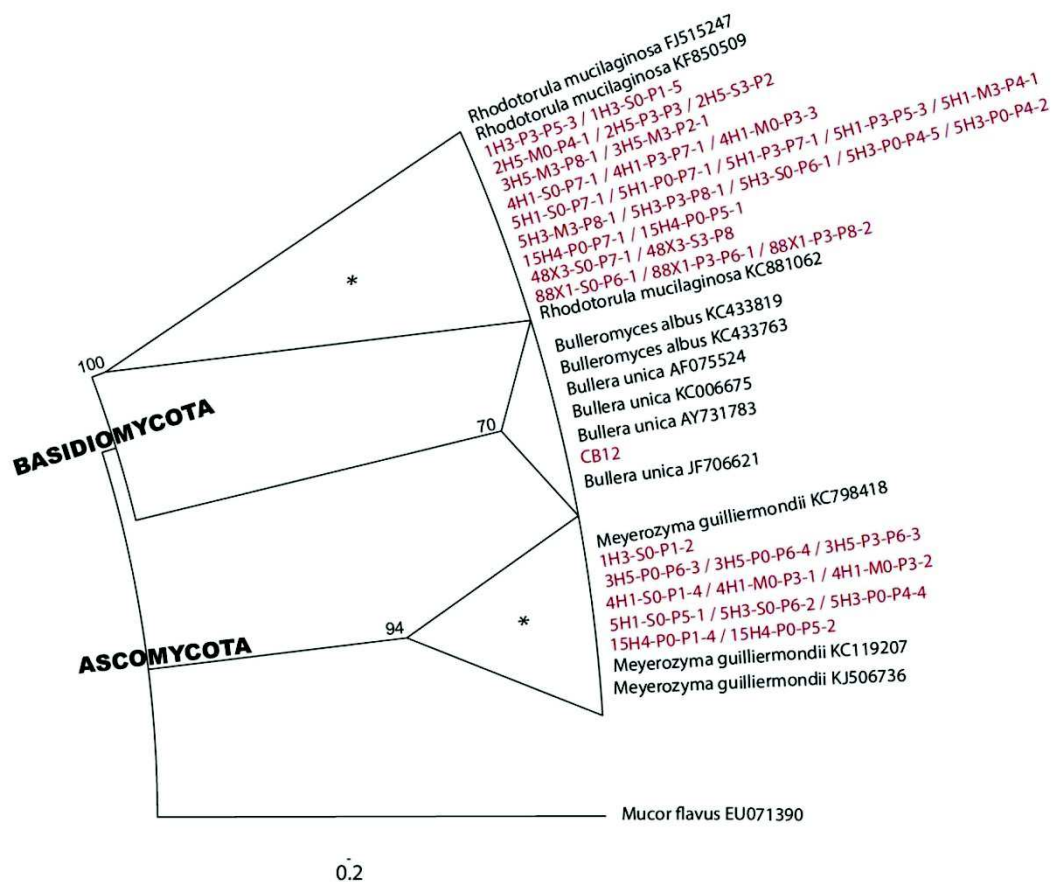 Rhodotorula mucilaginosa FJ515247
Rhodotorula mucilaginosa KF850509
1H3-P3-P5-3 / 1H3-S0-P1-5
2H5-M0-P4-1 / 2H5-P3-P3 / 2H5-S3-P2
3H5-M3-P8-1 / 3H5-M3-P2-1
4H1-S0-P7-1 / 4H1-P3-P7-1 / 4H1-M0-P3-3
5H1-S0-P7-1 / 5H1-P0-P7-1 / 5H1-P3-P7-1 / 5H1-P3-P5-3 / 5H1-M3-P4-1
5H3-M3-P8-1 / 5H3-P3-P8-1 / 5H3-S0-P6-1 / 5H3-P0-P4-5 / 5H3-P0-P4-2
15H4-P0-P7-1 / 15H4-P0-P5-1
48X3-S0-P7-1 / 48X3-S3-P8
88X1-S0-P6-1 / 88X1-P3-P6-1 / 88X1-P3-P8-2
Rhodotorula mucilaginosa KC881062
*
100
BASIDIOMYCOTA
Bulleromyces albus KC433819
Bulleromyces albus KC433763
Bullera unica AF075524
Bullera unica KC006675
Bullera unica AY731783
CB12
Bullera unica JF706621
70
Meyerozyma guilliermondii KC798418
1H3-S0-P1-2
3H5-P0-P6-3 / 3H5-P0-P6-4 / 3H5-P3-P6-3
4H1-S0-P1-4 / 4H1-M0-P3-1 / 4H1-M0-P3-2
5H1-S0-P5-1 / 5H3-S0-P6-2 / 5H3-P0-P4-4
15H4-P0-P1-4 / 15H4-P0-P5-2
Meyerozyma guilliermondii KC119207
Meyerozyma guilliermondii KJ506736
*
94
ASCOMYCOTA
Mucor flavus EU071390
0.2